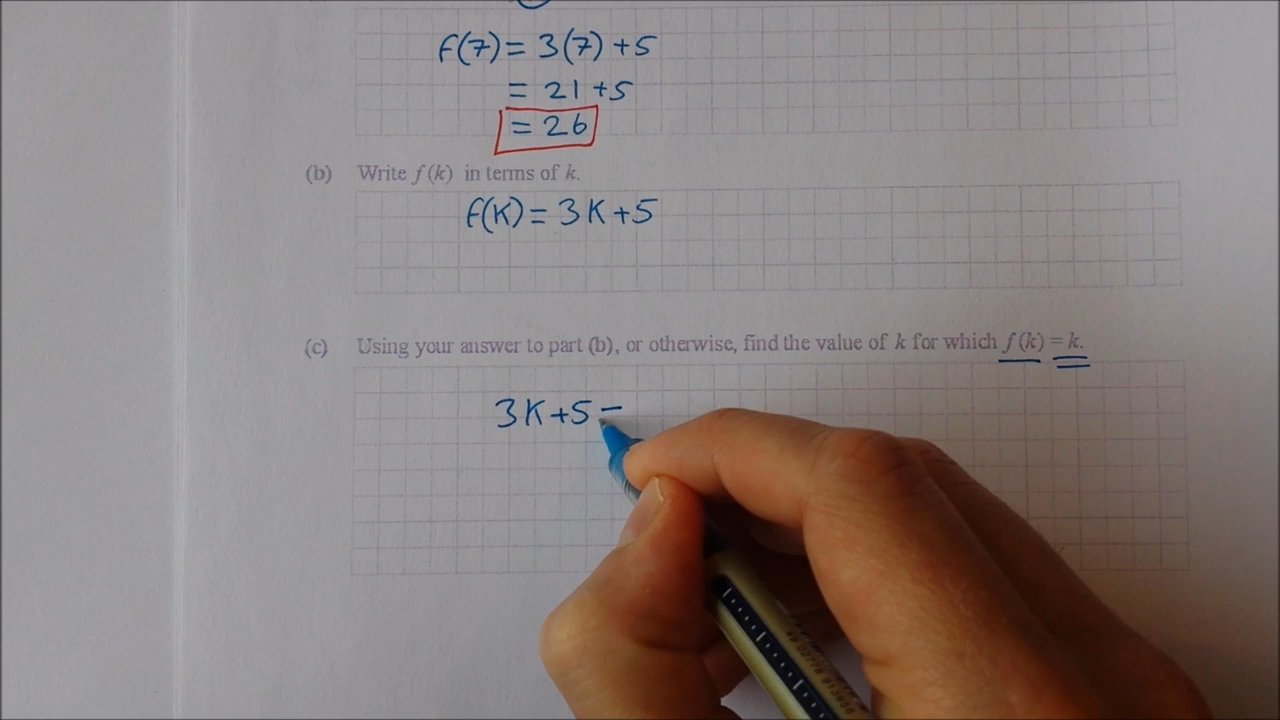 f(7) = 3(7) + 5
= 21 + 5
= 26
(b) Write f(k) in terms of k.
f(K) = 3K + 5
(c) Using your answer to part (b), or otherwise, find the value of k for which f(k) = k.
3K + 5 =